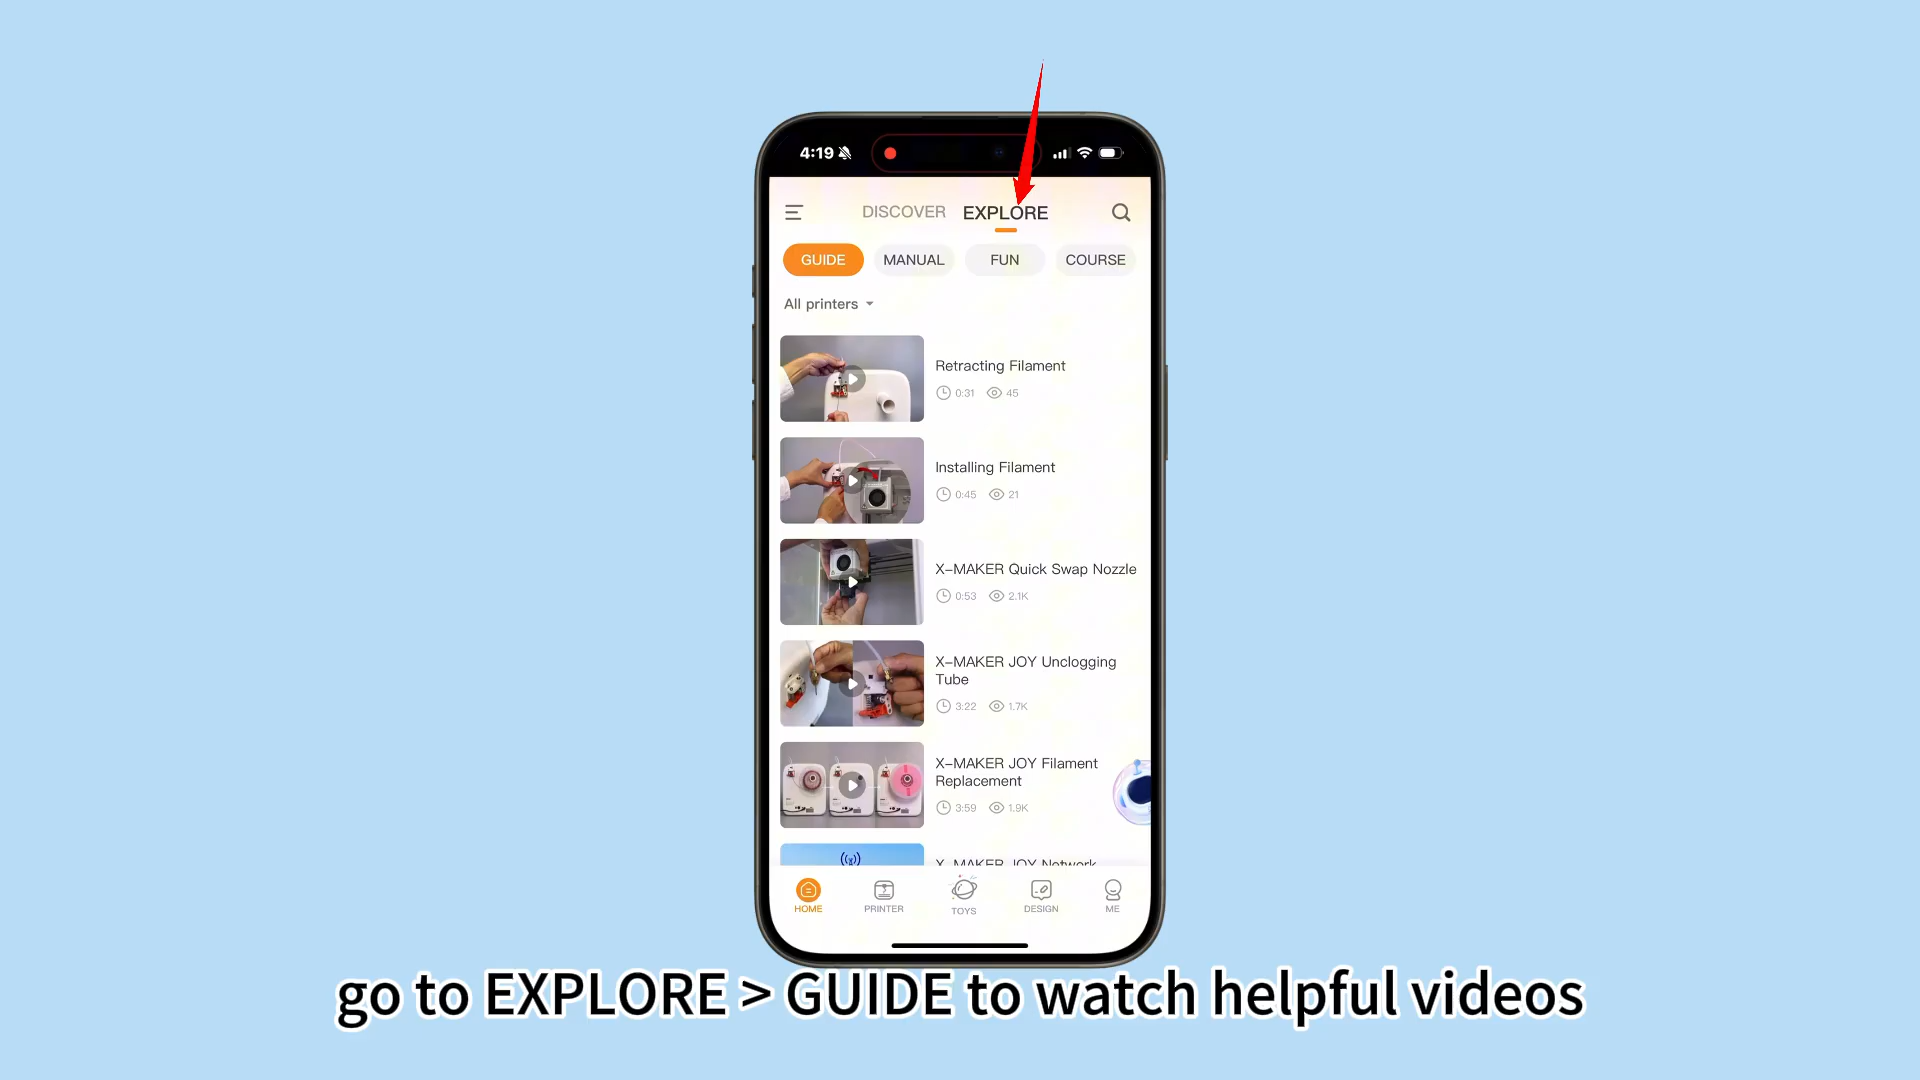 4:19
DISCOVER EXPLORE
GUIDE MANUAL FUN COURSE
All printers
Retracting Filament
0:31 45
Installing Filament
0:45 21
X-MAKER Quick Swap Nozzle
0:53 2.1K
X-MAKER JOY Unclogging
Tube
3:22 1.7K
X-MAKER JOY Filament
Replacement
3:59 1.9K
X-MAKER JOY Network
HOME PRINTER TOYS DESIGN ME
go to EXPLORE > GUIDE to watch helpful videos